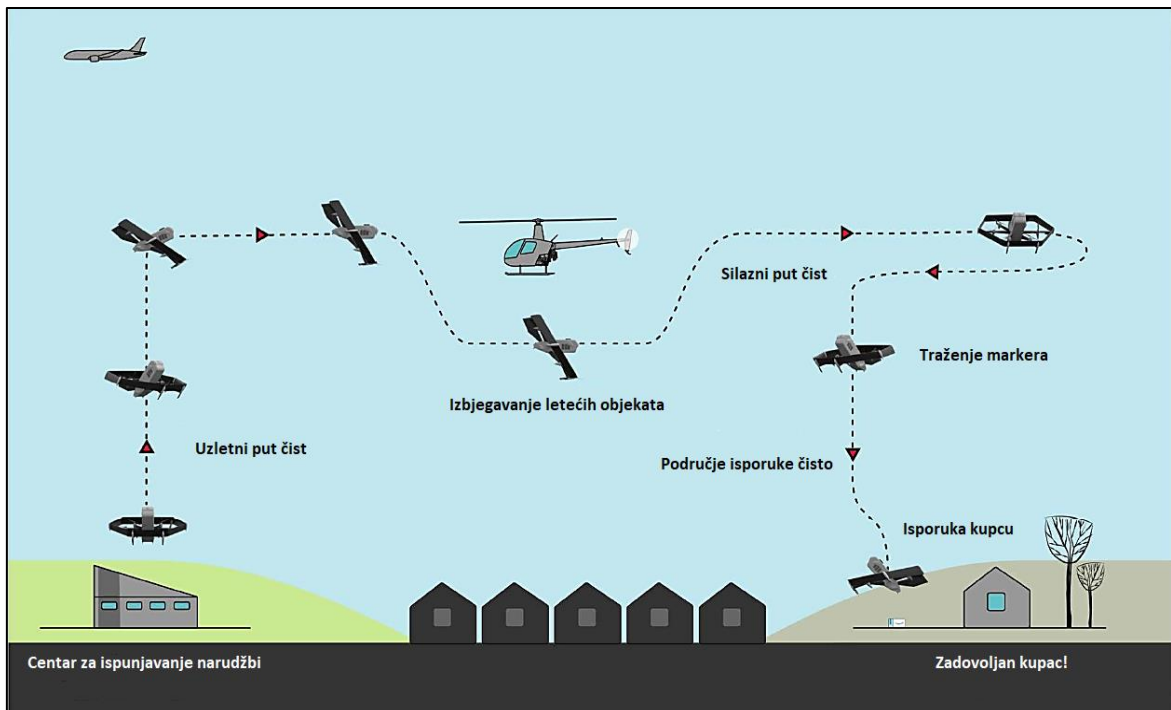 Silazni put čist
Traženje markera
Izbjegavanje letećih objekata
Uzletni put čist
Područje isporuke čisto
Isporuka kupcu
Centar za ispunjavanje narudžbi
Zadovoljan kupac!